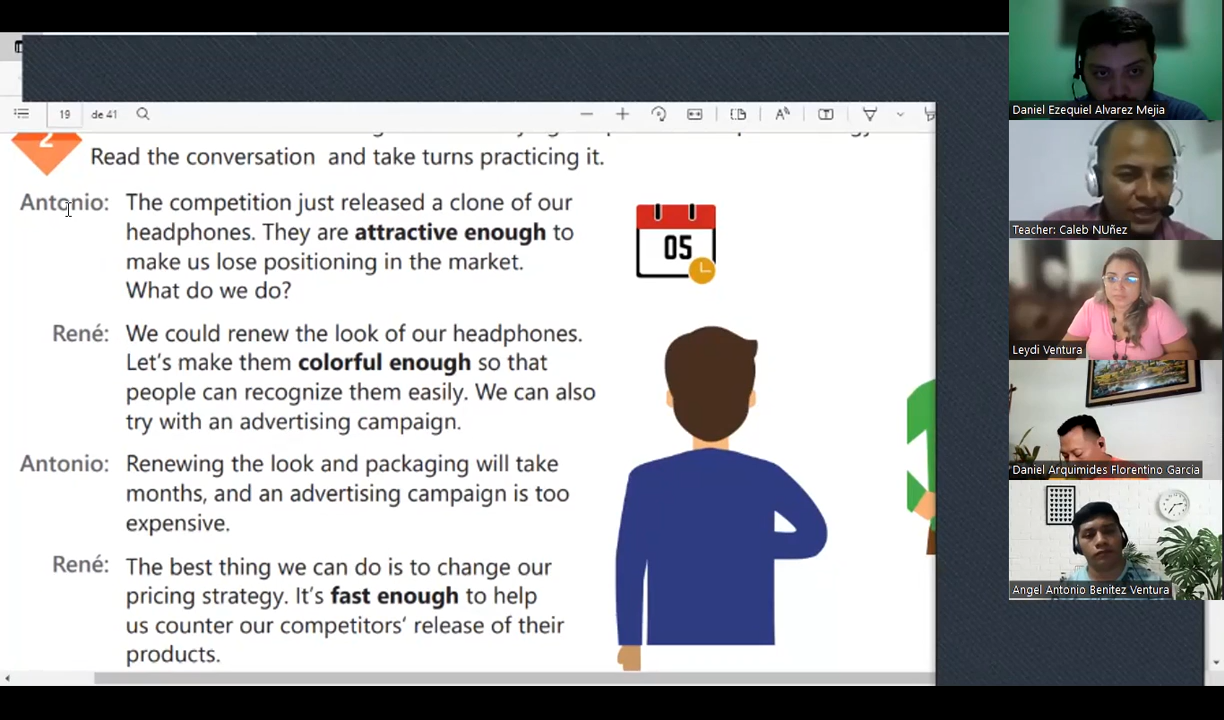 19 de 41
2
Read the conversation and take turns practicing it.
Antonio: The competition just released a clone of our
headphones. They are attractive enough to
make us lose positioning in the market.
What do we do?
05
René: We could renew the look of our headphones.
Let's make them colorful enough so that
people can recognize them easily. We can also
try with an advertising campaign.
Antonio: Renewing the look and packaging will take
months, and an advertising campaign is too
expensive.
René: The best thing we can do is to change our
pricing strategy. It's fast enough to help
us counter our competitors' release of their
products.
Daniel Ezequiel Alvarez Mejia
Teacher: Caleb NUñez
Leydi Ventura
Daniel Arquimides Florentino Garcia
Angel Antonio Benitez Ventura